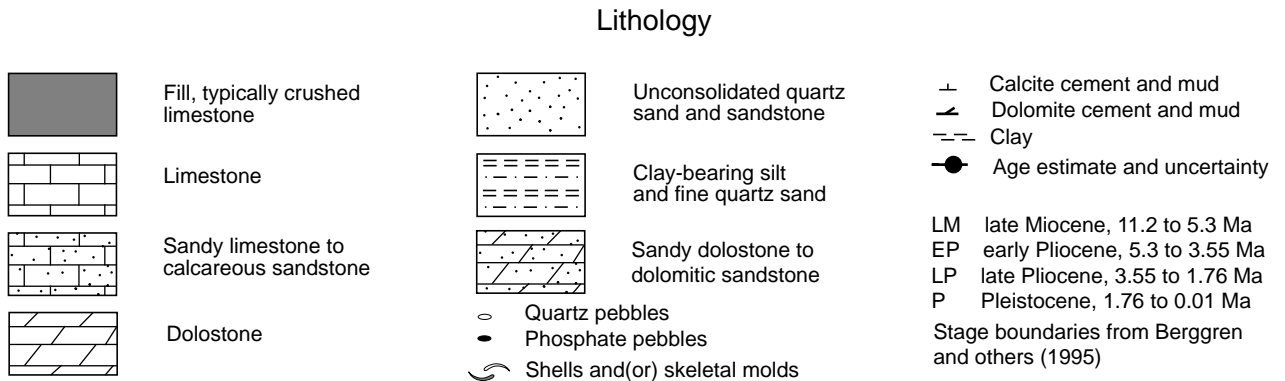 Lithology
Fill, typically crushed
limestone
Limestone
Sandy limestone to
calcareous sandstone
Dolostone
Unconsolidated quartz
sand and sandstone
Clay-bearing silt
and fine quartz sand
Sandy dolostone to
dolomitic sandstone
Quartz pebbles
Phosphate pebbles
Shells and(or) skeletal molds
Calcite cement and mud
Dolomite cement and mud
Clay
Age estimate and uncertainty
LM late Miocene, 11.2 to 5.3 Ma
EP early Pliocene, 5.3 to 3.55 Ma
LP late Pliocene, 3.55 to 1.76 Ma
P Pleistocene, 1.76 to 0.01 Ma
Stage boundaries from Berggren
and others (1995)